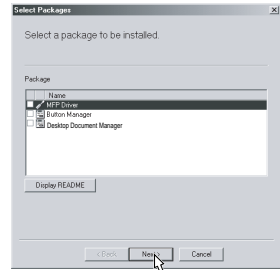 Select Packages
Select a package to be installed.
Package
Name
MFP Driver
Button Manager
Desktop Document Manager
Display README
<Back Next> Cancel